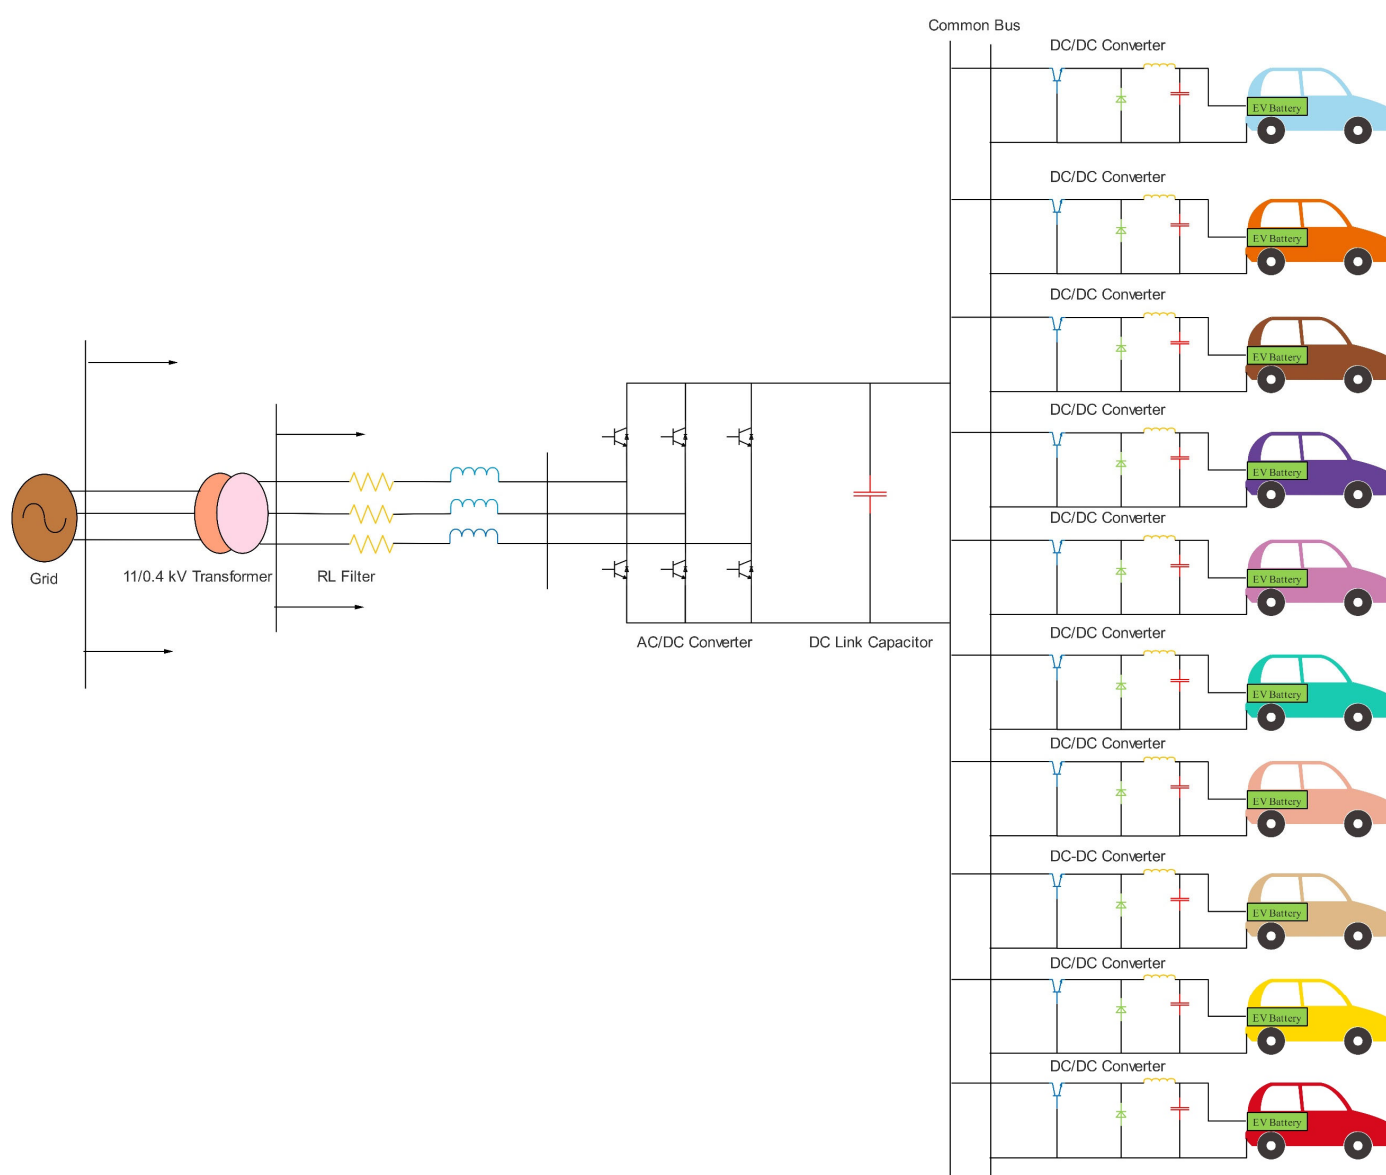 Common Bus
DC/DC Converter
EV Battery
DC/DC Converter
EV Battery
DC/DC Converter
EV Battery
DC/DC Converter
EV Battery
DC/DC Converter
EV Battery
Grid
11/0.4 kV Transformer
RL Filter
AC/DC Converter
DC Link Capacitor
DC/DC Converter
EV Battery
DC/DC Converter
EV Battery
DC-DC Converter
EV Battery
DC/DC Converter
EV Battery
DC/DC Converter
EV Battery